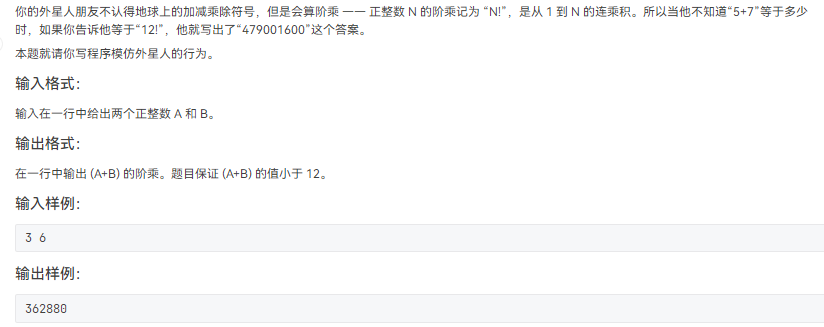 你的外星人朋友不认得地球上的加减乘除符号，但是会算阶乘 —— 正整数 N 的阶乘记为 “N!”，是从 1 到 N 的连乘积。所以当他不知道“5+7”等于多少
时，如果你告诉他等于“12!”，他就写出了“479001600”这个答案。
本题就请你写程序模仿外星人的行为。
输入格式：
输入在一行中给出两个正整数 A 和 B。
输出格式：
在一行中输出 (A+B) 的阶乘。题目保证 (A+B) 的值小于 12。
输入样例：
3 6
输出样例：
362880